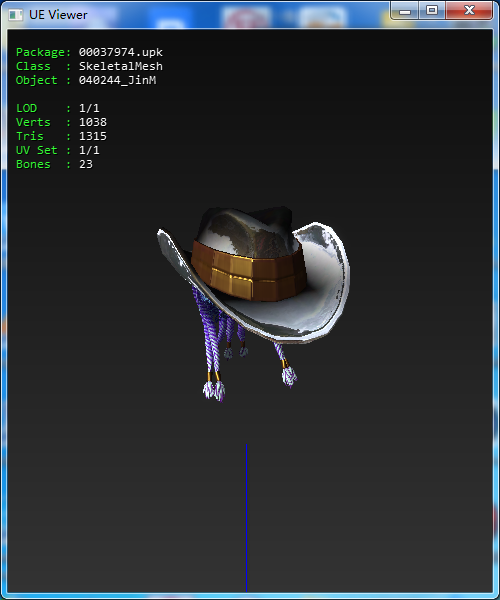 UE Viewer
Package: 00037974.upk
Class : SkeletalMesh
Object : 040244_JinM
LOD : 1/1
Verts : 1038
Tris : 1315
UV Set : 1/1
Bones : 23